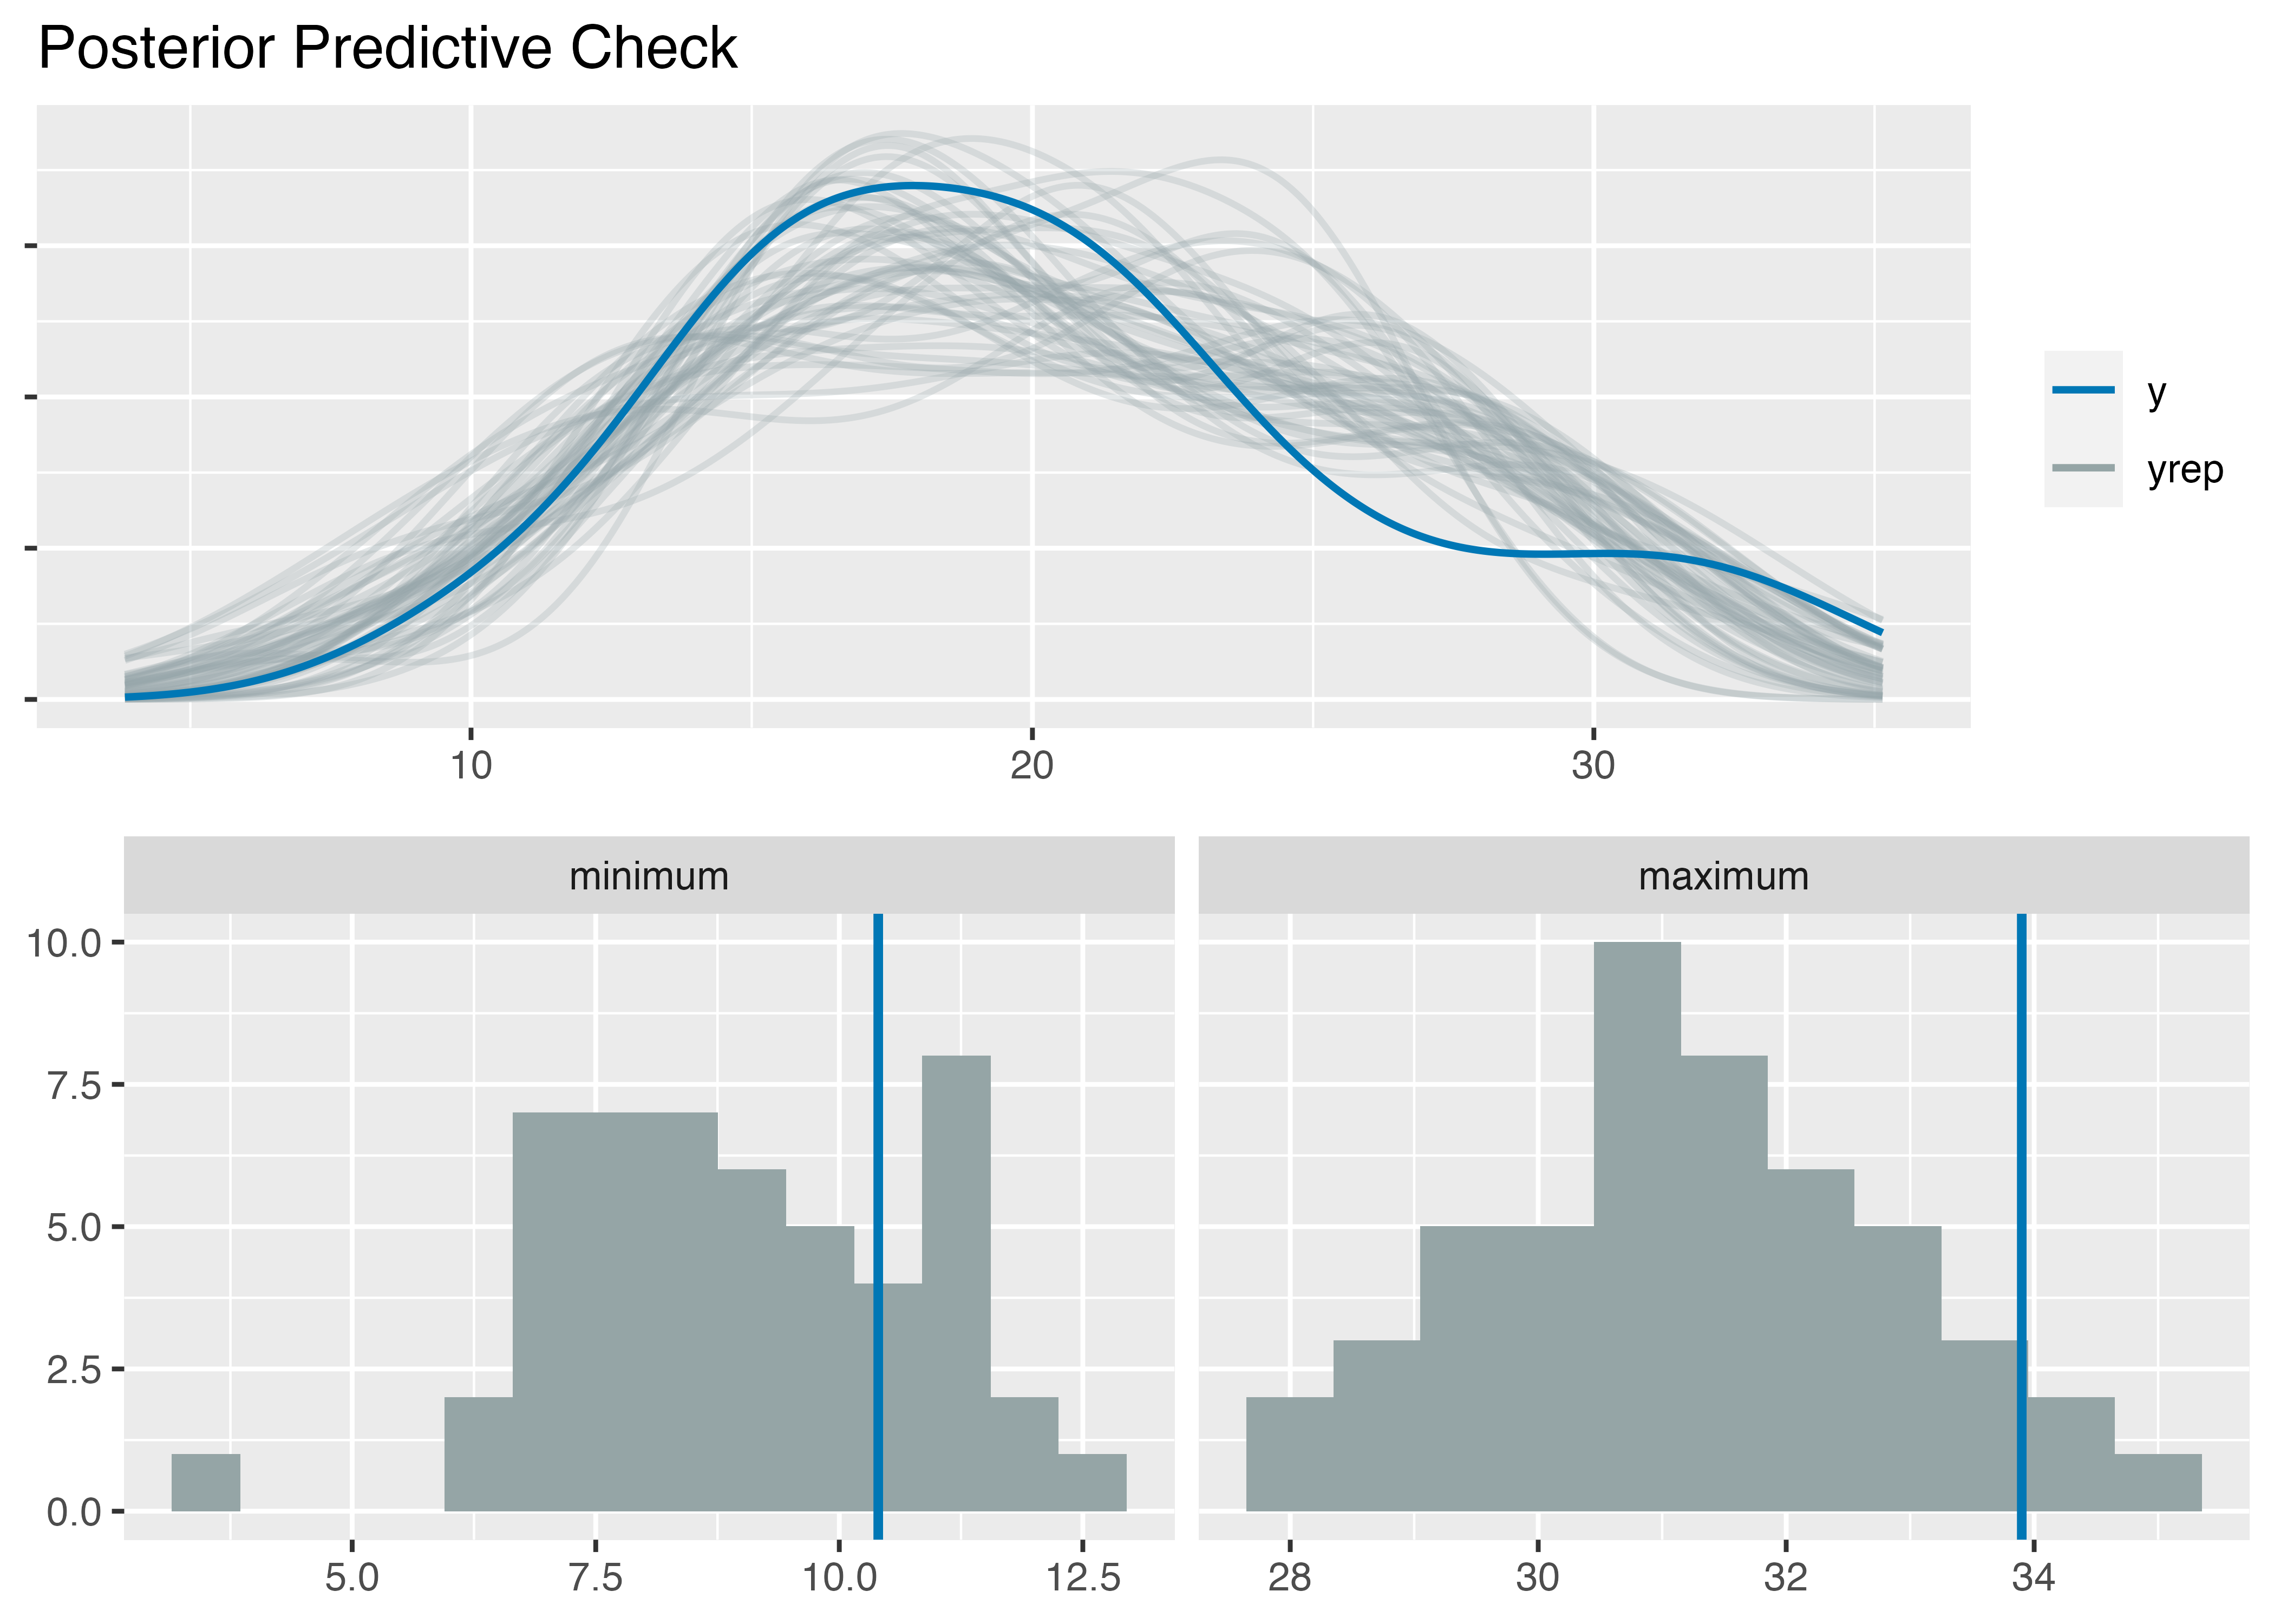 Posterior Predictive Check
y
yrep
10 20 30
minimum maximum
10.0
7.5
5.0
2.5
0.0
5.0 7.5 10.0 12.5 28 30 32 34